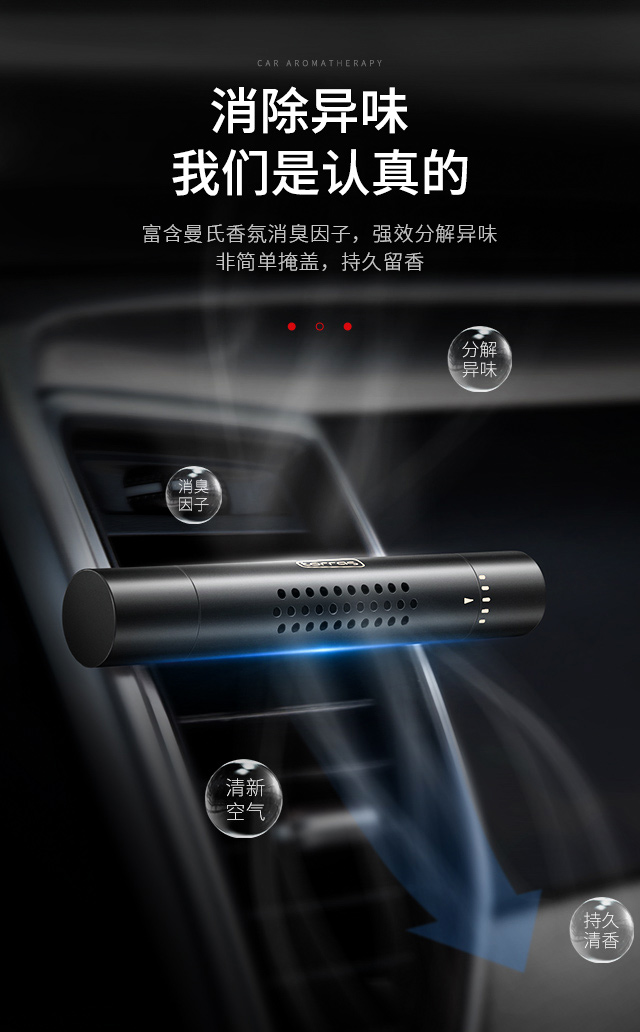 CAR AROMATHERAPY
消除异味
我们是认真的
富含曼氏香氛消臭因子，强效分解异味
非简单掩盖，持久留香
分解
异味
消臭
因子
torras
清新
空气
持久
清香